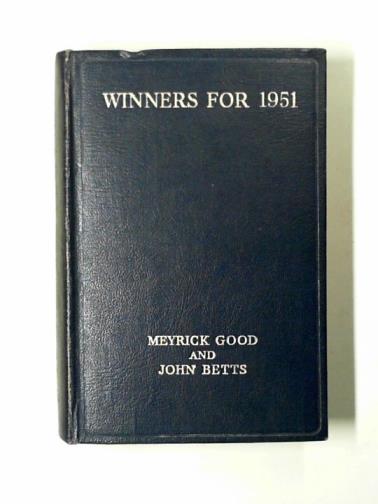 WINNERS FOR 1951
MEYRICK GOOD
AND
JOHN BETTS